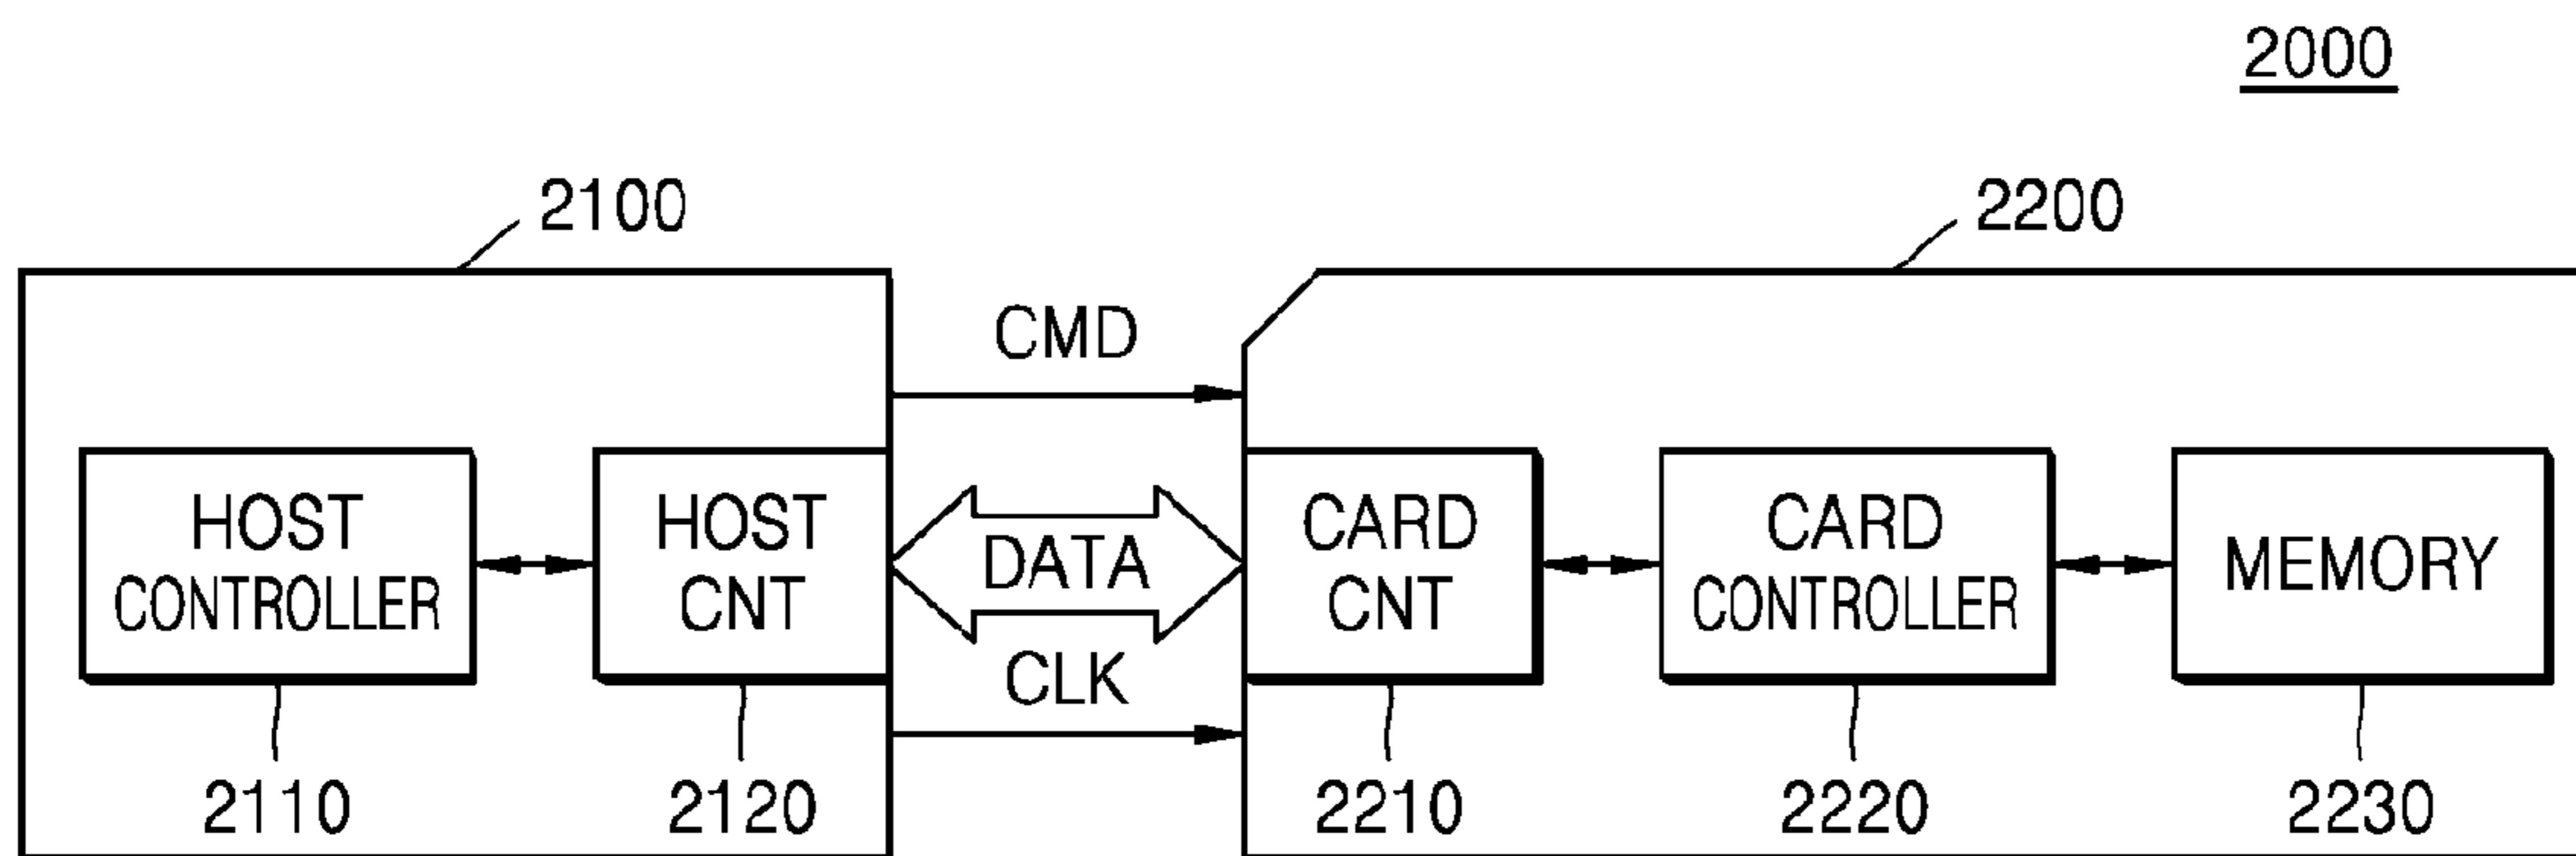 2000
2100
2200
CMD
HOST
CONTROLLER
HOST
CNT
DATA
CARD
CNT
CARD
CONTROLLER
MEMORY
CLK
2110
2120
2210
2220
2230